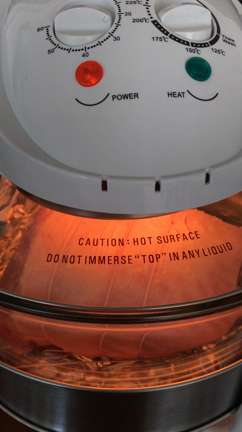 225°C
20
200°C
60
30
175°C
50
40
150°C
125°C
POWER
HEAT
CAUTION: HOT SURFACE
DO NOT IMMERSE "TOP" IN ANY LIQUID